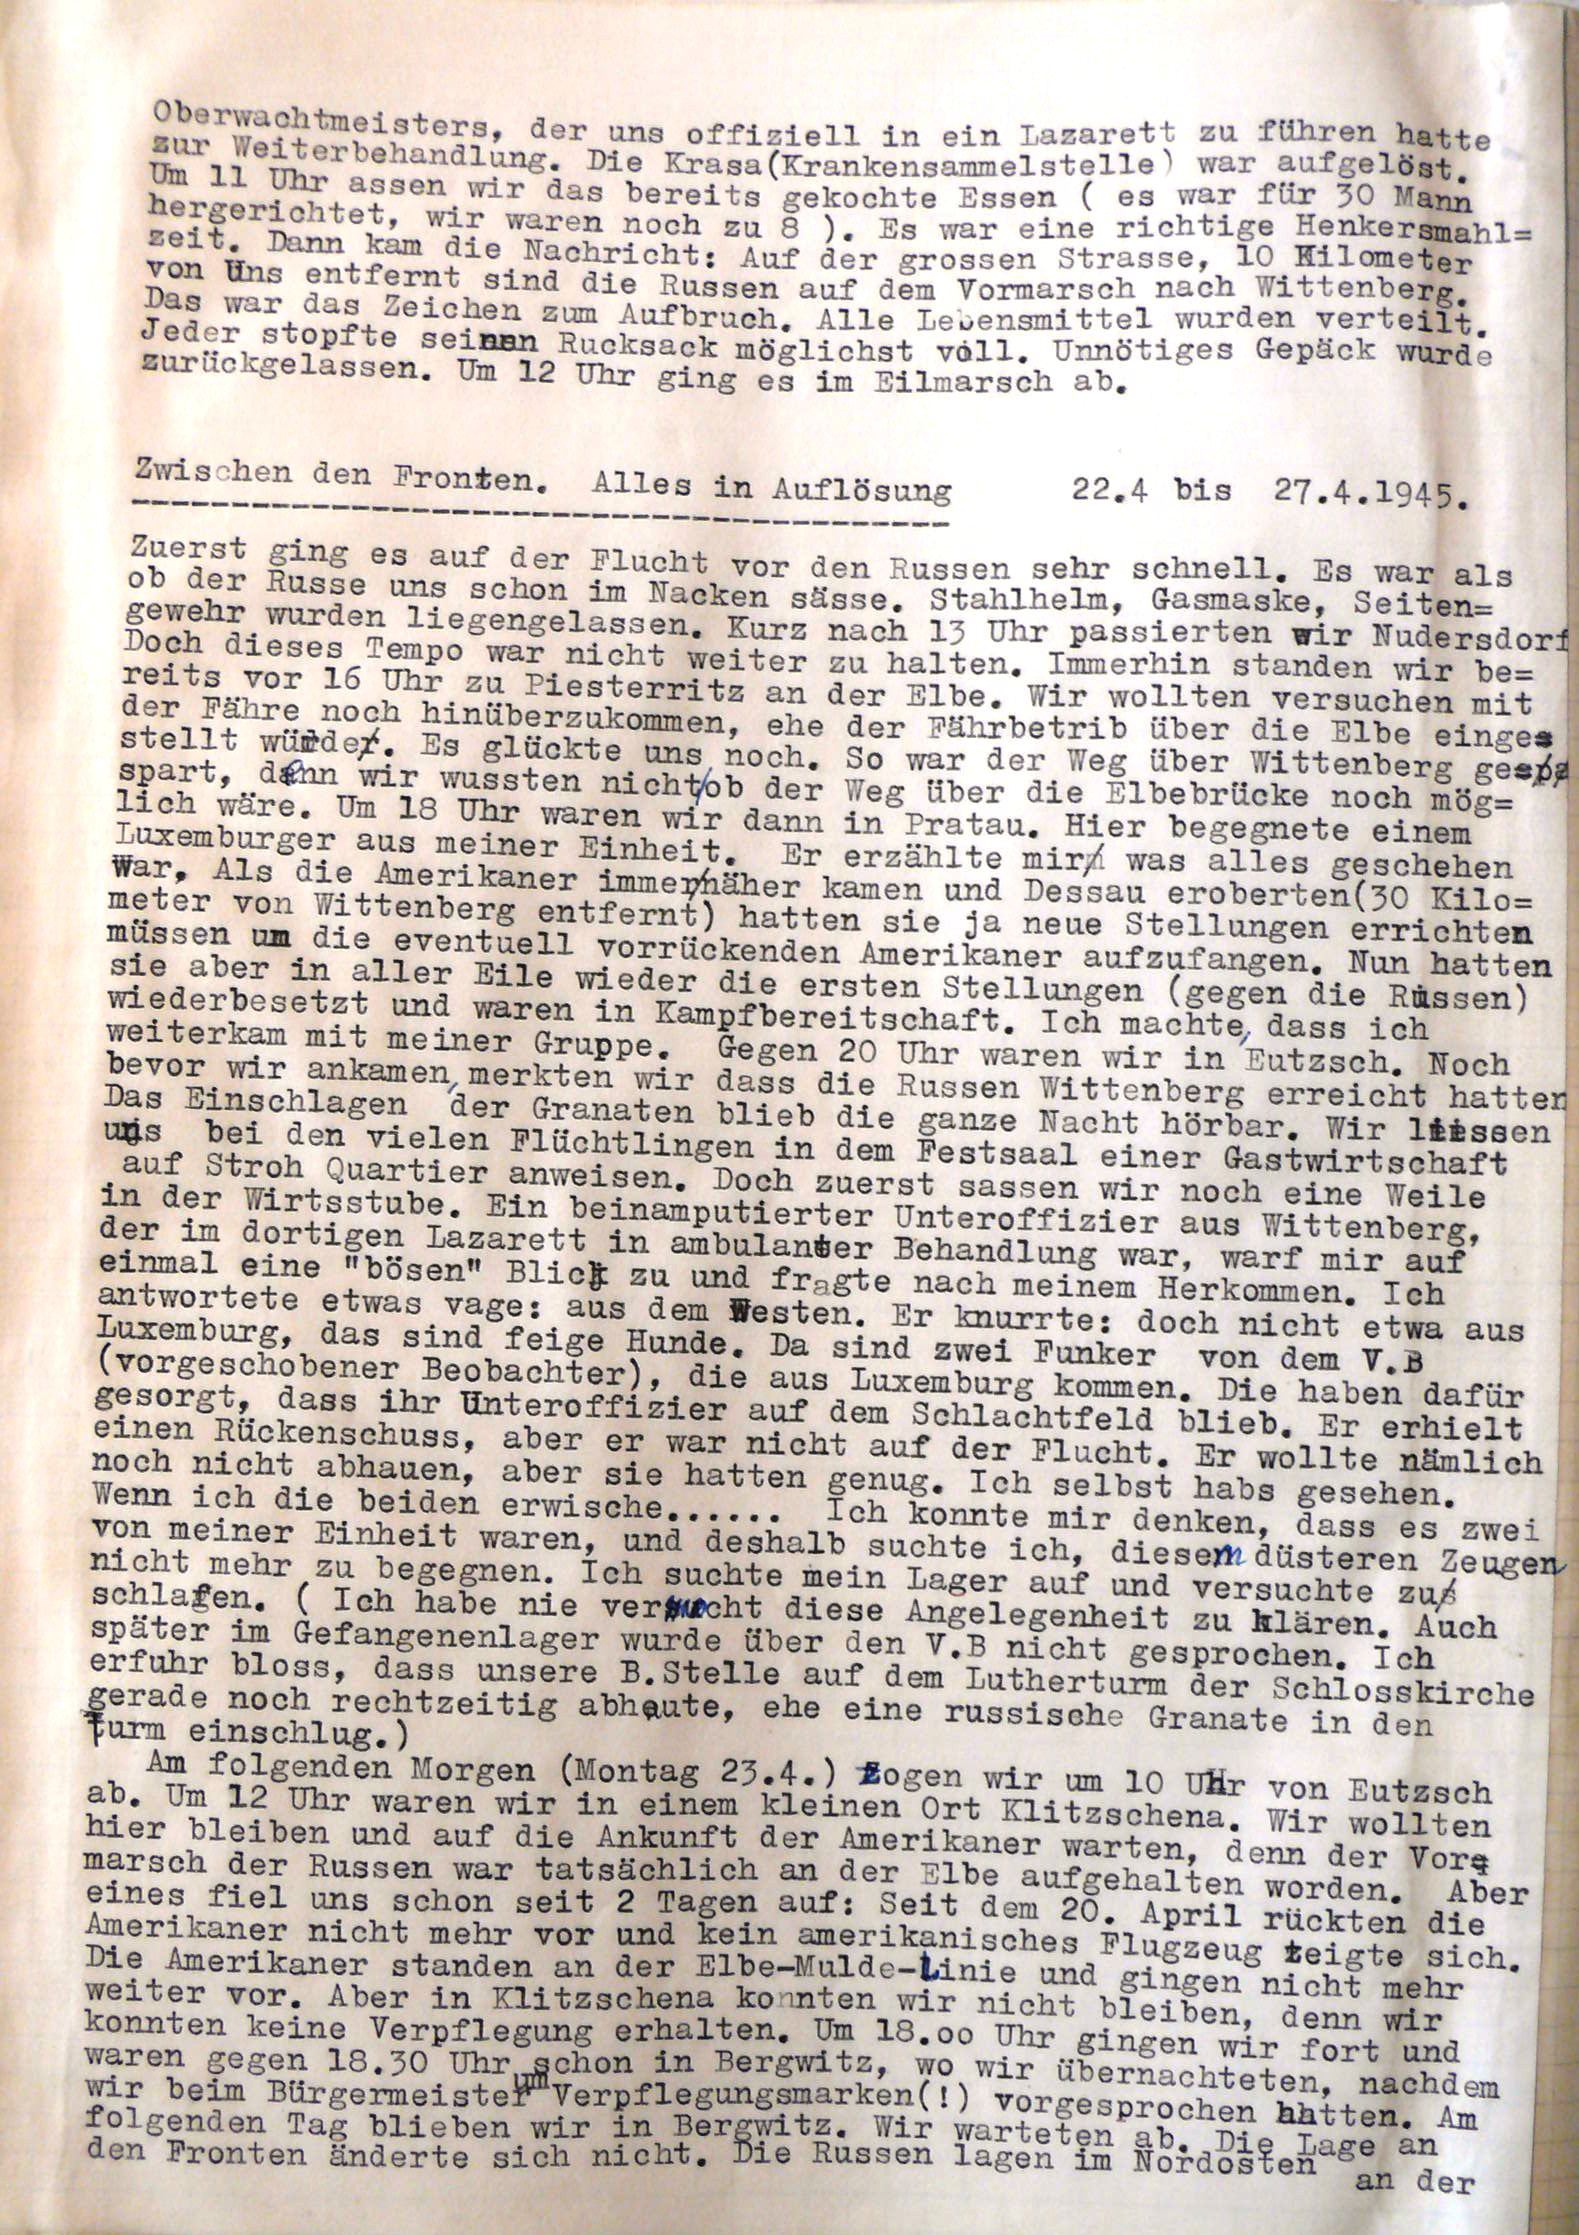 Oberwachtmeisters, der uns offiziell in ein Lazarett zu führen hatte
zur Weiterbehandlung. Die Krasa(Krankensammelstelle) war aufgelöst.
Um 11 Uhr assen wir das bereits gekochte Essen ( es war für 30 Mann
hergerichtet, wir waren noch zu 8 ). Es war eine richtige Henkersmahl=
zeit. Dann kam die Nachricht: Auf der grossen Strasse, 10 Kilometer
von Uns entfernt sind die Russen auf dem Vormarsch nach Wittenberg.
Das war das Zeichen zum Aufbruch. Alle Lebensmittel wurden verteilt.
Jeder stopfte seinen Rucksack möglichst voll. Unnötiges Gepäck wurde
zurückgelassen. Um 12 Uhr ging es im Eilmarsch ab.
Zwischen den Fronten. Alles in Auflösung 22.4 bis 27.4.1945.
Zuerst ging es auf der Flucht vor den Russen sehr schnell. Es war als
ob der Russe uns schon im Nacken sässe. Stahlhelm, Gasmaske, Seiten=
gewehr wurden liegengelassen. Kurz nach 13 Uhr passierten wir Nudersdorf
Doch dieses Tempo war nicht weiter zu halten. Immerhin standen wir be=
reits vor 16 Uhr zu Piesterritz an der Elbe. Wir wollten versuchen mit
der Fähre noch hinüberzukommen, ehe der Fährbetrib über die Elbe einge=
stellt würde. Es glückte uns noch. So war der Weg über Wittenberg ge=
spart, denn wir wussten nicht ob der Weg über die Elbebrücke noch mög=
lich wäre. Um 18 Uhr waren wir dann in Pratau. Hier begegnete einem
Luxemburger aus meiner Einheit. Er erzählte mir was alles geschehen
War. Als die Amerikaner immer näher kamen und Dessau eroberten(30 Kilo=
meter von Wittenberg entfernt) hatten sie ja neue Stellungen errichten
müssen um die eventuell vorrückenden Amerikaner aufzufangen. Nun hatten
sie aber in aller Eile wieder die ersten Stellungen (gegen die Russen)
wiederbesetzt und waren in Kampfbereitschaft. Ich machte, dass ich
weiterkam mit meiner Gruppe. Gegen 20 Uhr waren wir in Eutzsch. Noch
bevor wir ankamen, merkten wir dass die Russen Wittenberg erreicht hatten
Das Einschlagen der Granaten blieb die ganze Nacht hörbar. Wir liessen
uns bei den vielen Flüchtlingen in dem Festsaal einer Gastwirtschaft
auf Stroh Quartier anweisen. Doch zuerst sassen wir noch eine Weile
in der Wirtsstube. Ein beinamputierter Unteroffizier aus Wittenberg,
der im dortigen Lazarett in ambulanter Behandlung war, warf mir auf
einmal eine "bösen" Blick zu und fragte nach meinem Herkommen. Ich
antwortete etwas vage: aus dem Westen. Er knurrte: doch nicht etwa aus
Luxemburg, das sind feige Hunde. Da sind zwei Funker von dem V.B
(vorgeschobener Beobachter), die aus Luxemburg kommen. Die haben dafür
gesorgt, dass ihr Unteroffizier auf dem Schlachtfeld blieb. Er erhielt
einen Rückenschuss, aber er war nicht auf der Flucht. Er wollte nämlich
noch nicht abhauen, aber sie hatten genug. Ich selbst habs gesehen.
Wenn ich die beiden erwische...... Ich konnte mir denken, dass es zwei
von meiner Einheit waren, und deshalb suchte ich, diesem düsteren Zeugen
nicht mehr zu begegnen. Ich suchte mein Lager auf und versuchte zu
schlafen. ( Ich habe nie versucht diese Angelegenheit zu klären. Auch
später im Gefangenenlager wurde über den V.B nicht gesprochen. Ich
erfuhr bloss, dass unsere B.Stelle auf dem Lutherturm der Schlosskirche
gerade noch rechtzeitig abhaute, ehe eine russische Granate in den
Turm einschlug.)
Am folgenden Morgen (Montag 23.4.) zogen wir um 10 UHr von Eutzsch
ab. Um 12 Uhr waren wir in einem kleinen Ort Klitzschena. Wir wollten
hier bleiben und auf die Ankunft der Amerikaner warten, denn der Vor=
marsch der Russen war tatsächlich an der Elbe aufgehalten worden. Aber
eines fiel uns schon seit 2 Tagen auf: Seit dem 20. April rückten die
Amerikaner nicht mehr vor und kein amerikanisches Flugzeug zeigte sich.
Die Amerikaner standen an der Elbe-Mulde-Linie und gingen nicht mehr
weiter vor. Aber in Klitzschena konnten wir nicht bleiben, denn wir
konnten keine Verpflegung erhalten. Um 18.oo Uhr gingen wir fort und
waren gegen 18.30 Uhr schon in Bergwitz, wo wir übernachteten, nachdem
wir beim Bürgermeister um Verpflegungsmarken(!) vorgesprochen hatten. Am
folgenden Tag blieben wir in Bergwitz. Wir warteten ab. Die Lage an
den Fronten änderte sich nicht. Die Russen lagen im Nordosten an der